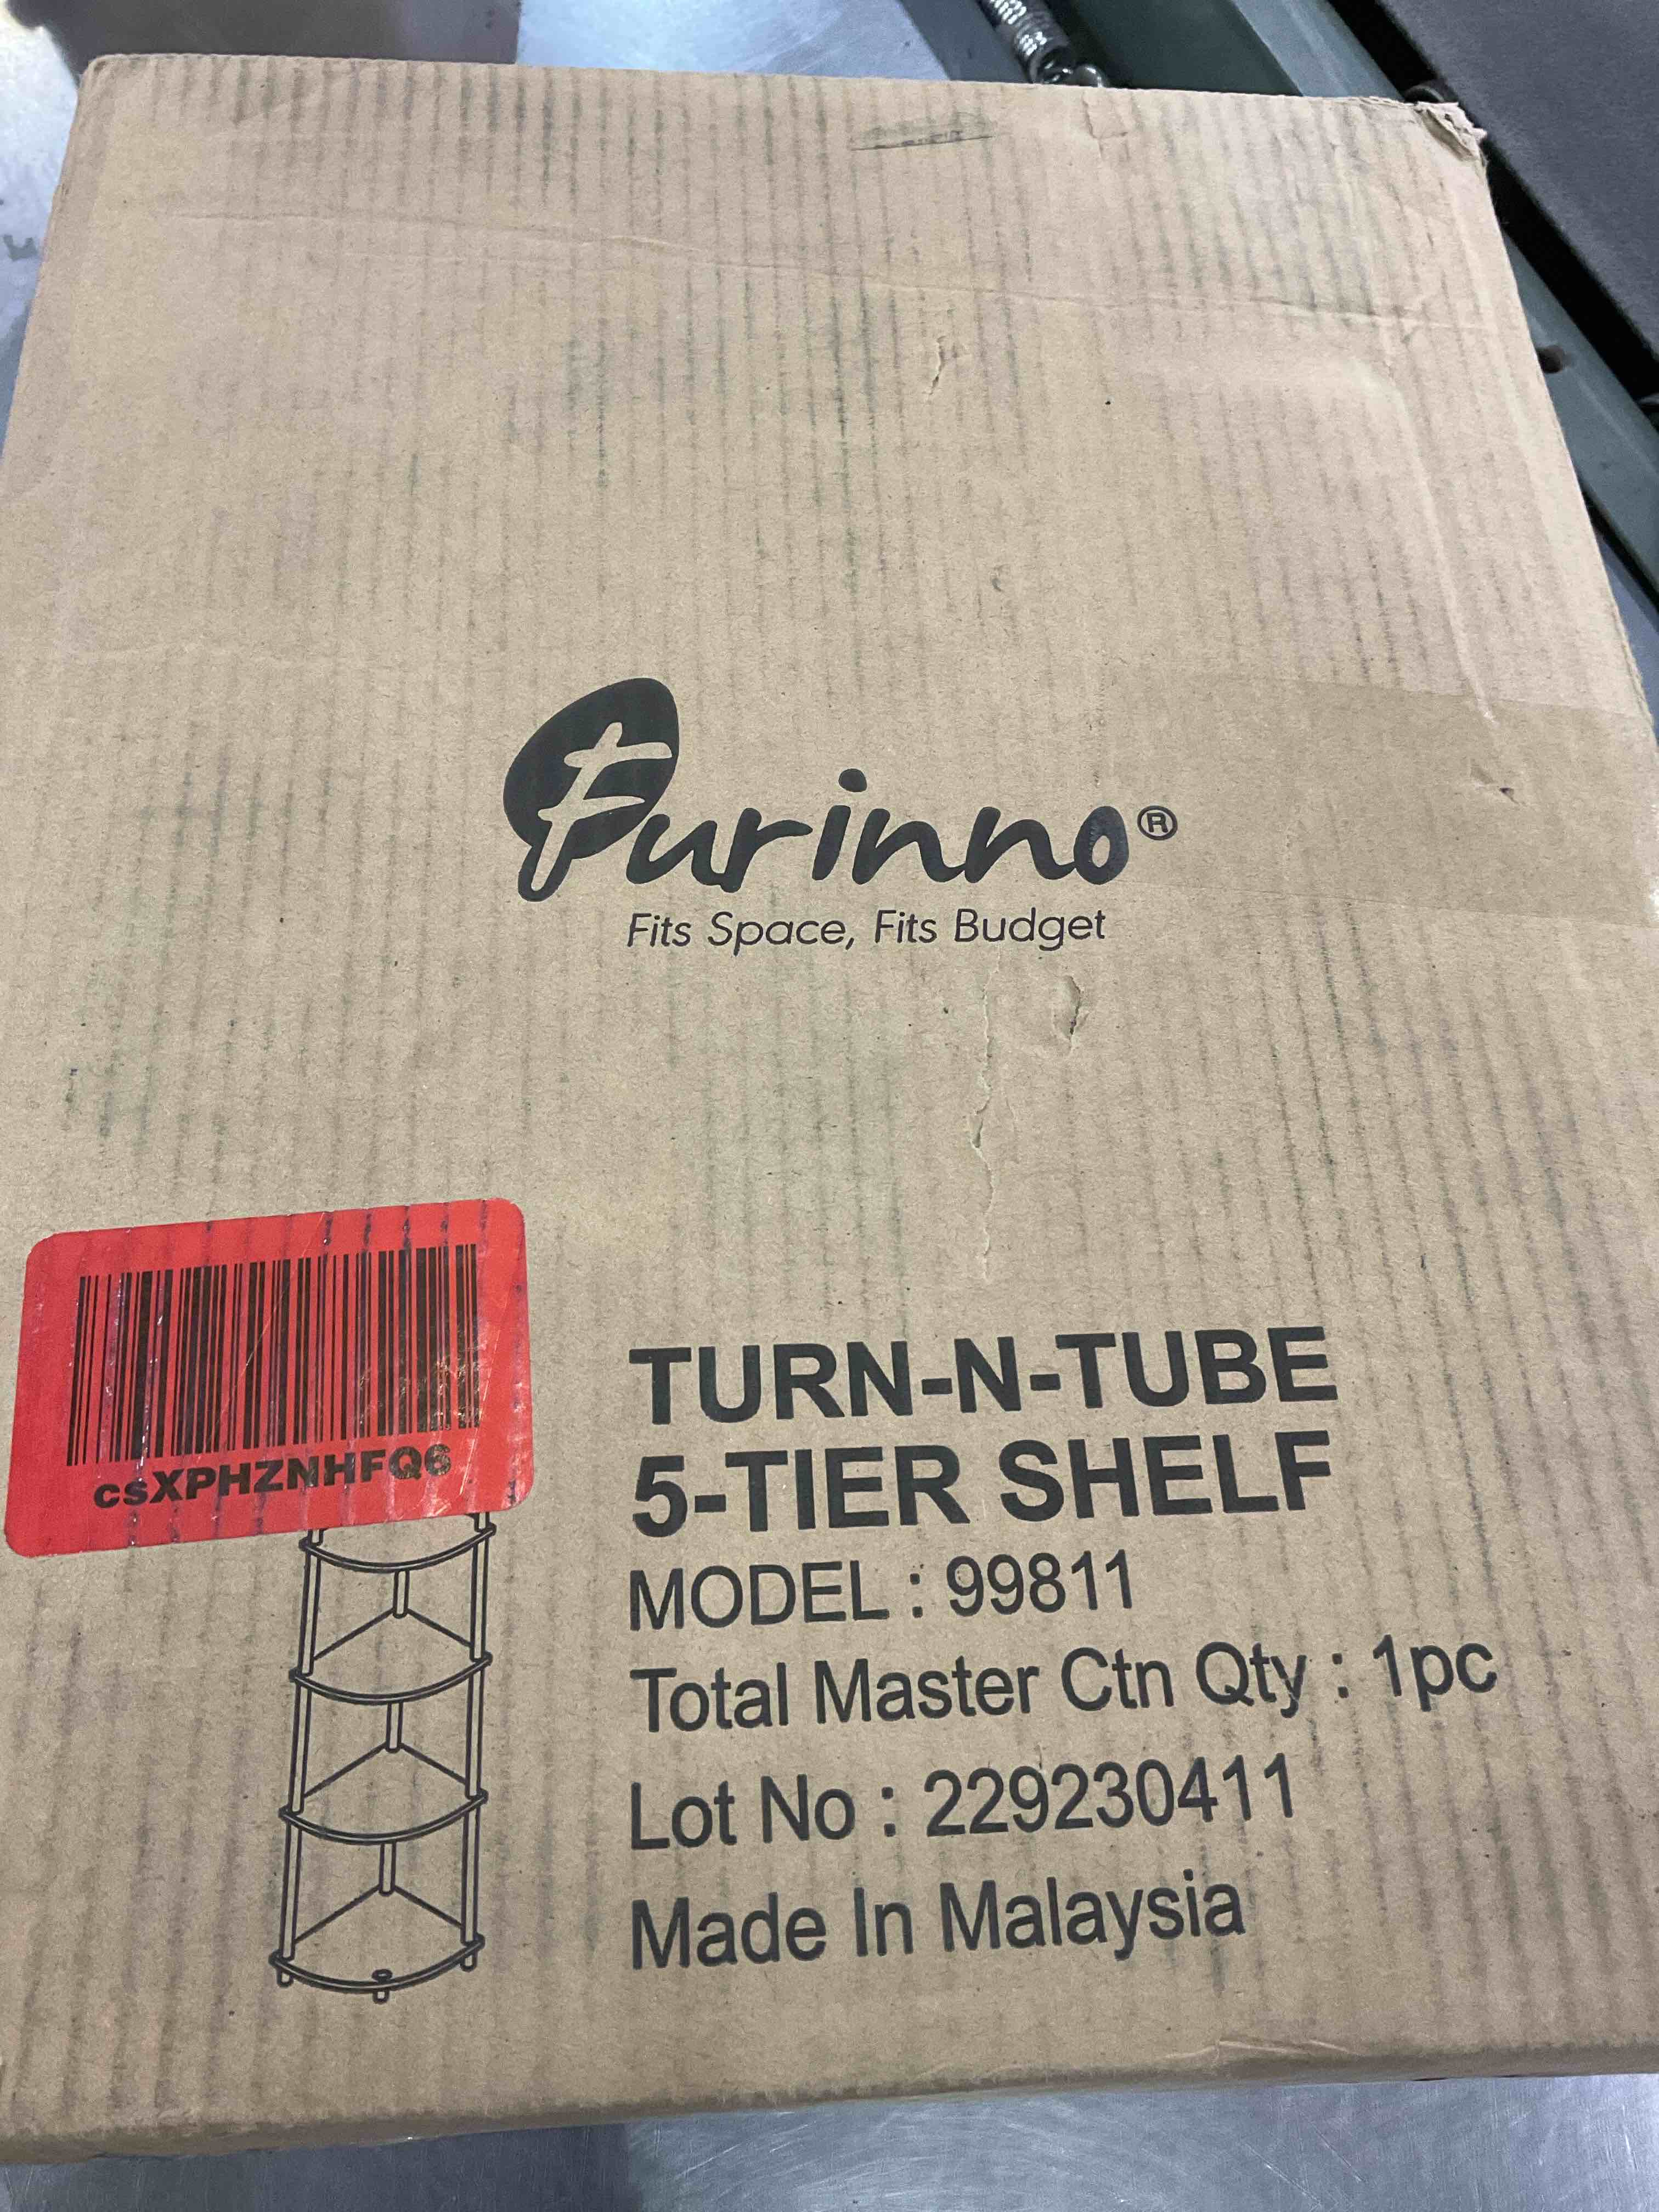 Furinno®
Fits Space, Fits Budget
csXPHZNHFQ6
TURN-N-TUBE
5-TIER SHELF
MODEL : 99811
Total Master Ctn Qty : 1pc
Lot No : 229230411
Made In Malaysia